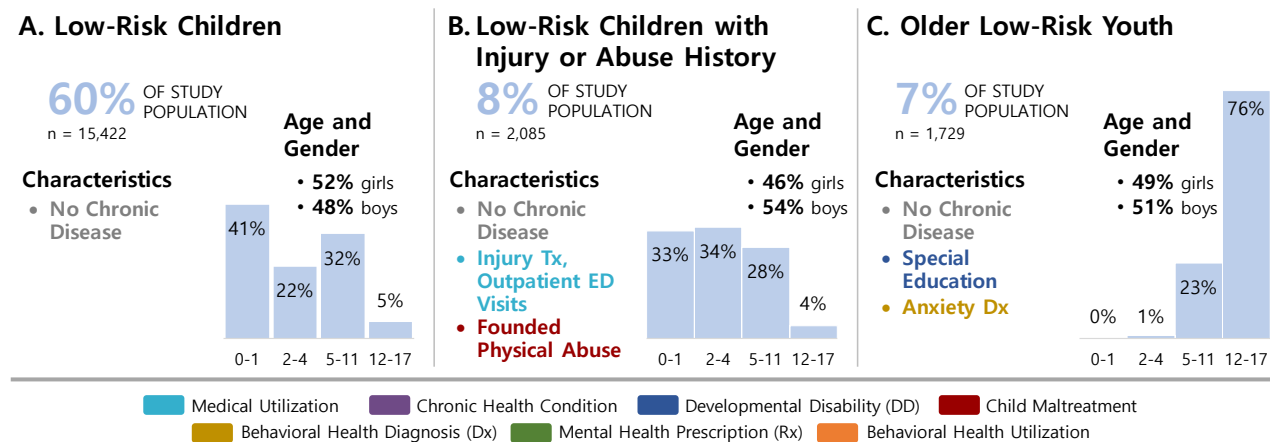 A. Low-Risk Children
60% OF STUDY
POPULATION
n = 15,422
Age and
Gender
• 52% girls
• 48% boys
Characteristics
• No Chronic
Disease
41%
22%
32%
5%
0-1 2-4 5-11 12-17
B. Low-Risk Children with
Injury or Abuse History
8% OF STUDY
POPULATION
n = 2,085
Age and
Gender
• 46% girls
• 54% boys
Characteristics
• No Chronic
Disease
• Injury Tx,
Outpatient ED
Visits
• Founded
Physical Abuse
33%
34%
28%
4%
0-1 2-4 5-11 12-17
C. Older Low-Risk Youth
7% OF STUDY
POPULATION
n = 1,729
Age and
Gender
• 49% girls
• 51% boys
Characteristics
• No Chronic
Disease
• Special
Education
• Anxiety Dx
0%
1%
23%
76%
0-1 2-4 5-11 12-17
Medical Utilization Chronic Health Condition Developmental Disability (DD) Child Maltreatment
Behavioral Health Diagnosis (Dx) Mental Health Prescription (Rx) Behavioral Health Utilization